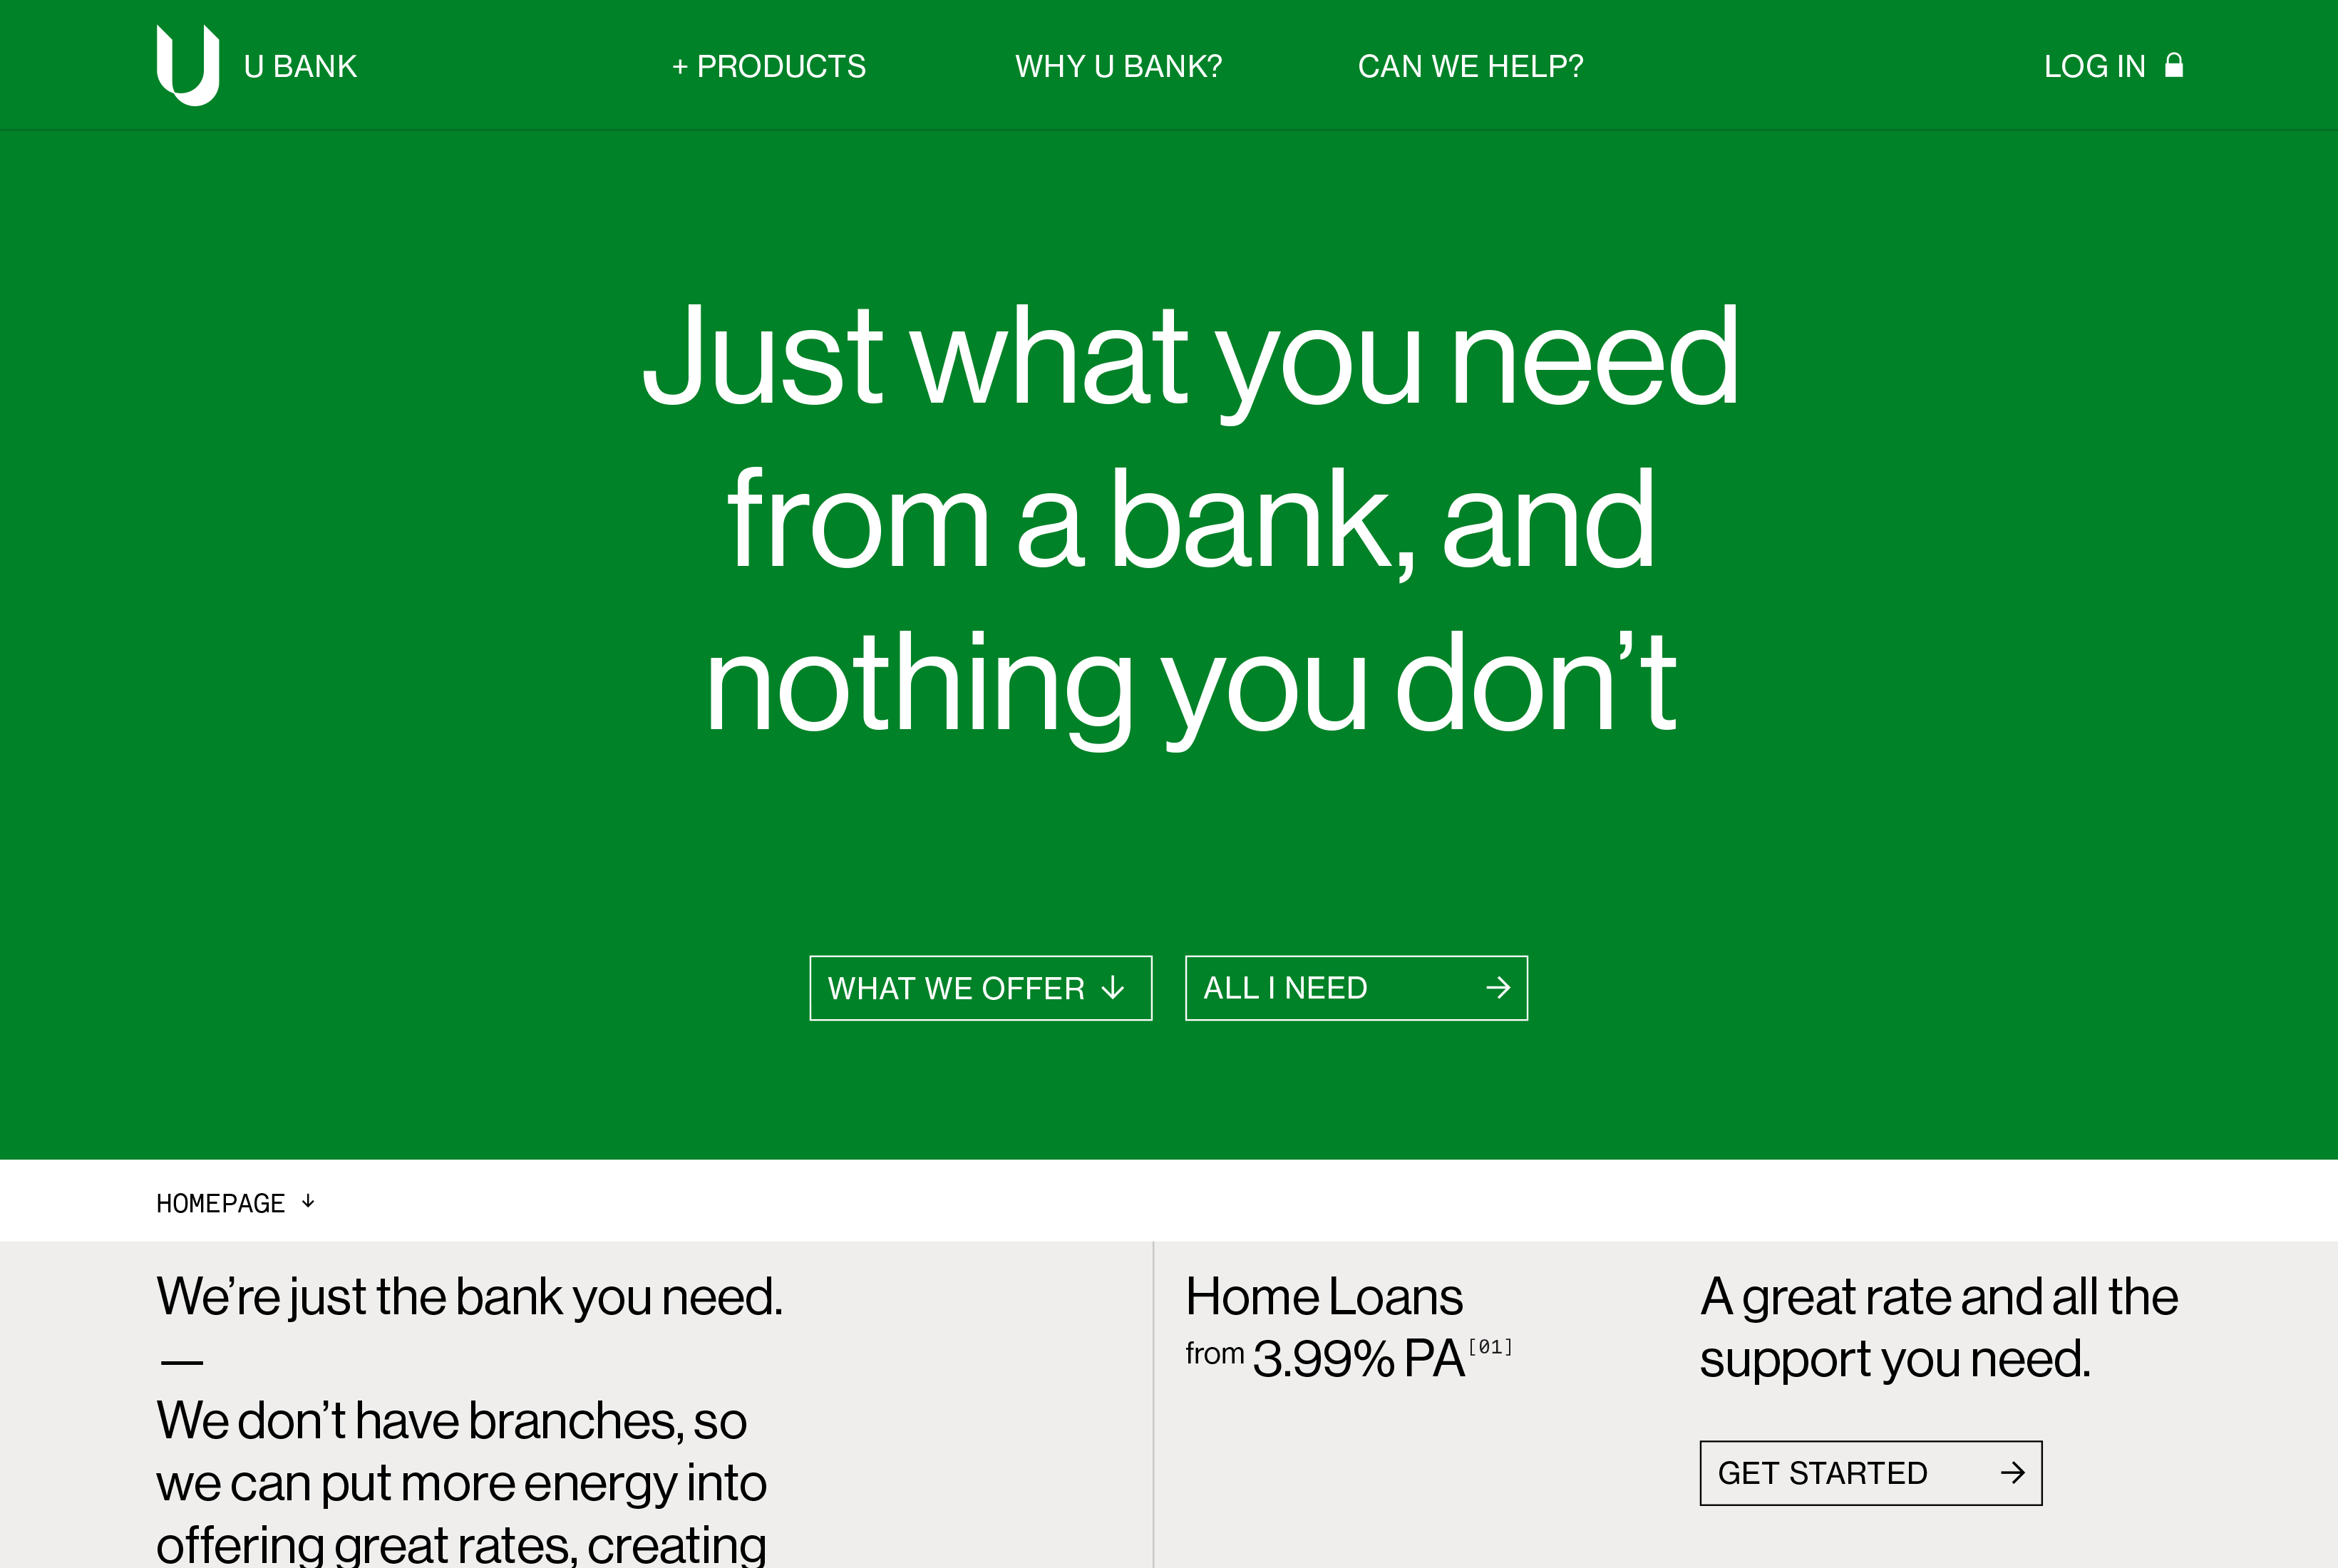 U BANK
+ PRODUCTS
WHY U BANK?
CAN WE HELP?
LOG IN
Just what you need
from a bank, and
nothing you don’t
WHAT WE OFFER ↓
ALL I NEED →
HOMEPAGE ↓
We’re just the bank you need.
—
We don’t have branches, so
we can put more energy into
offering great rates, creating
Home Loans
from 3.99% PA [01]
A great rate and all the
support you need.
GET STARTED →